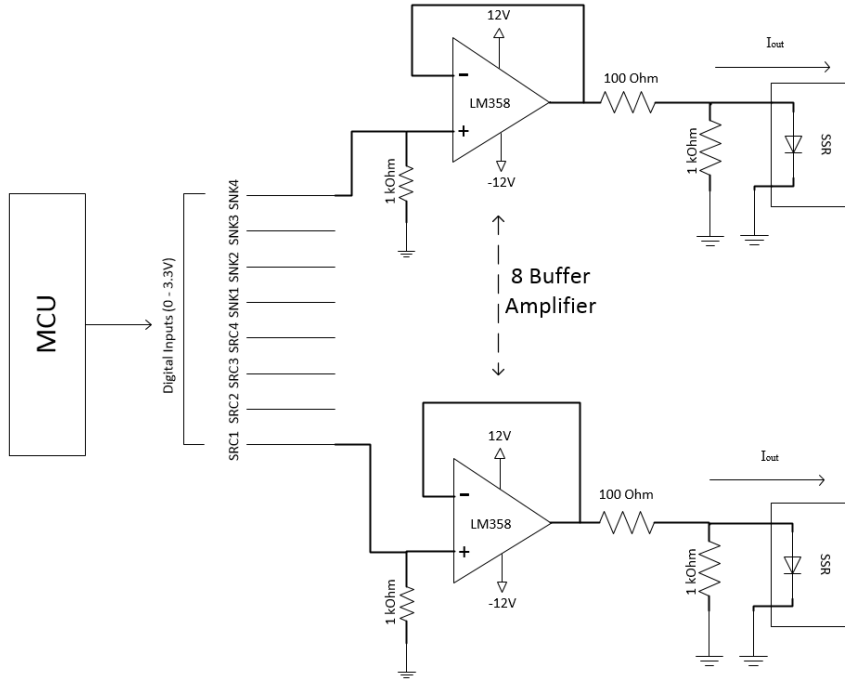 MCU
Digital Inputs (0 - 3.3V)
SNK4
SNK3
SNK2
SNK1
SRC4
SRC3
SRC2
SRC1
12V
-
LM358
+
-12V
1 kOhm
100 Ohm
1 kOhm
Iout
SSR
8 Buffer
Amplifier
12V
-
LM358
+
-12V
1 kOhm
100 Ohm
1 kOhm
Iout
SSR